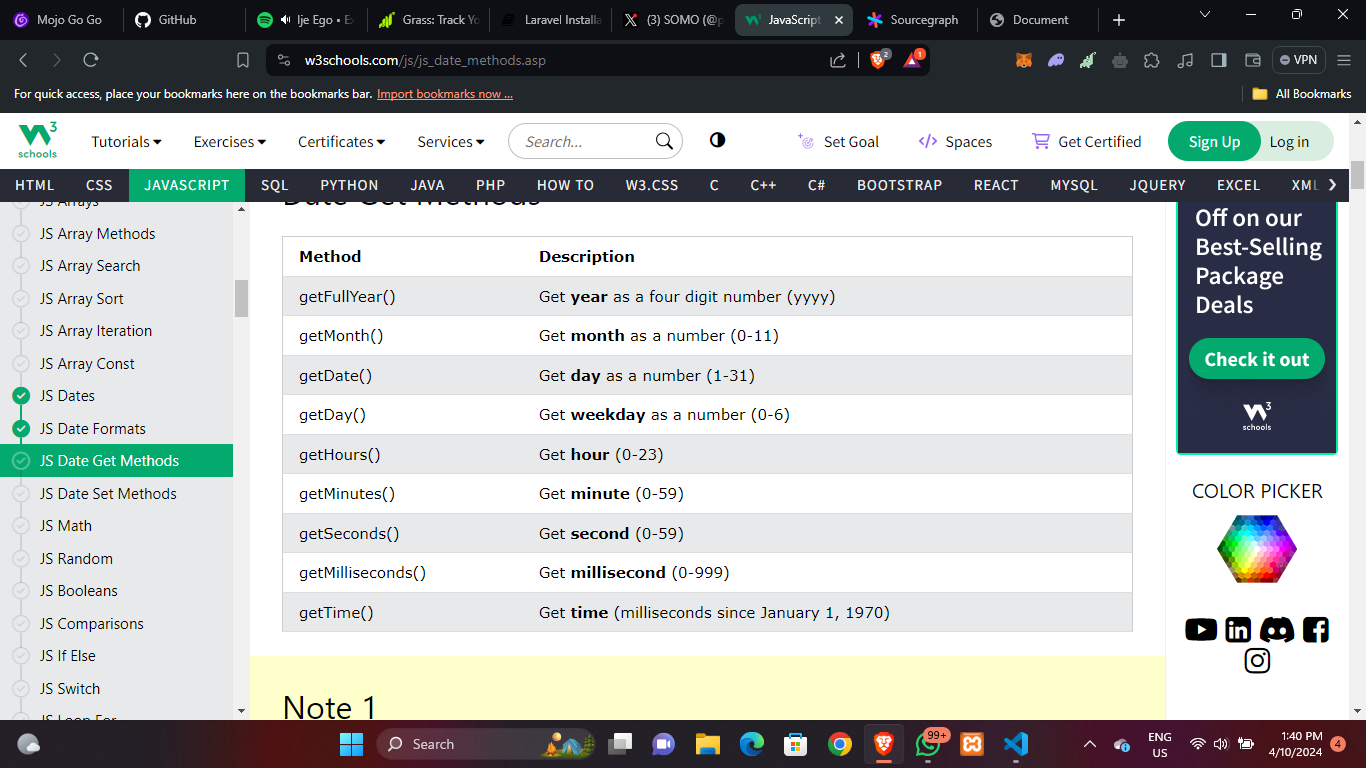 Mojo Go Go
GitHub
Ije Ego • E
Grass: Track Yo
Laravel Installa
(3) SOMO (@p
JavaScript
Sourcegraph
Document
w3schools.com/js/js_date_methods.asp
2
1
VPN
For quick access, place your bookmarks here on the bookmarks bar. Import bookmarks now ...
All Bookmarks
W3
schools
Tutorials
Exercises
Certificates
Services
Search...
Set Goal
Spaces
Get Certified
Sign Up
Log in
HTML CSS JAVASCRIPT SQL PYTHON JAVA PHP HOW TO W3.CSS C C++ C# BOOTSTRAP REACT MYSQL JQUERY EXCEL XML
JS Arrays
JS Array Methods
JS Array Search
JS Array Sort
JS Array Iteration
JS Array Const
JS Dates
JS Date Formats
JS Date Get Methods
JS Date Set Methods
JS Math
JS Random
JS Booleans
JS Comparisons
JS If Else
JS Switch
JS Loop For
Date Get Methods
Method Description
getFullYear() Get year as a four digit number (yyyy)
getMonth() Get month as a number (0-11)
getDate() Get day as a number (1-31)
getDay() Get weekday as a number (0-6)
getHours() Get hour (0-23)
getMinutes() Get minute (0-59)
getSeconds() Get second (0-59)
getMilliseconds() Get millisecond (0-999)
getTime() Get time (milliseconds since January 1, 1970)
Note 1
Off on our
Best-Selling
Package
Deals
Check it out
W3
schools
COLOR PICKER
Search
99+
ENG
US
1:40 PM
4/10/2024
4